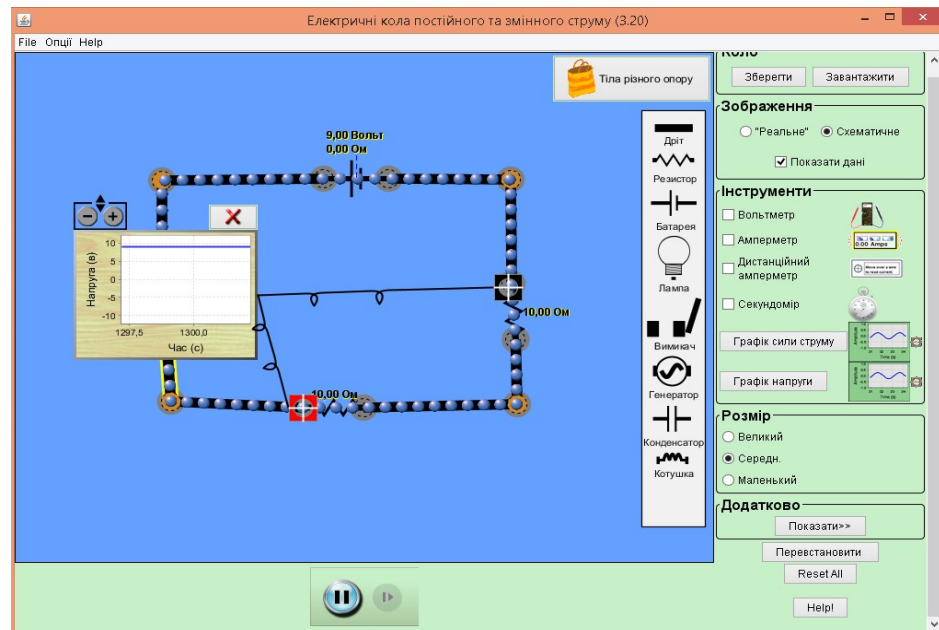 Електричні кола постійного та змінного струму (3.20)
File Опції Help
Тіла різного опору
9,00 Вольт
0,00 Ом
10,00 Ом
10,00 Ом
Напруга (в)
10
5
0
-5
-10
1297,5 1300,0
Час (с)
Дріт
Резистор
Батарея
Лампа
Вимикач
Генератор
Конденсатор
Котушка
Коло
Зберегти Завантажити
Зображення
"Реальне" Схематичне
Показати дані
Інструменти
Вольтметр
Амперметр
0.00 Amps
Дистанційний
амперметр
Секундомір
Графік сили струму
Графік напруги
Розмір
Великий
Середн.
Маленький
Додатково
Показати>>
Перевстановити
Reset All
Help!